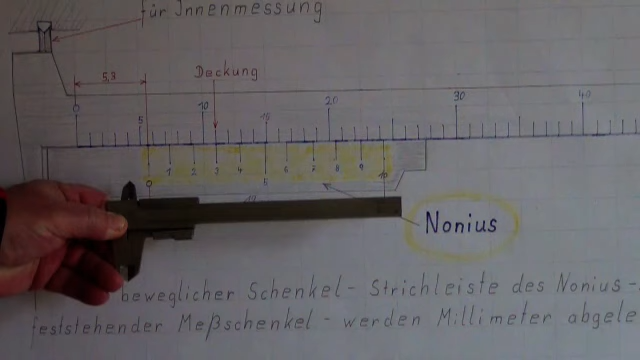 für Innenmessung
5,3
Deckung
0 5 10 15 20 30 40
1 2 3 4 6 7 8 9 10
0 5
Nonius
beweglicher Schenkel - Strichleiste des Nonius -
feststehender Meßschenkel - werden Millimeter abgele